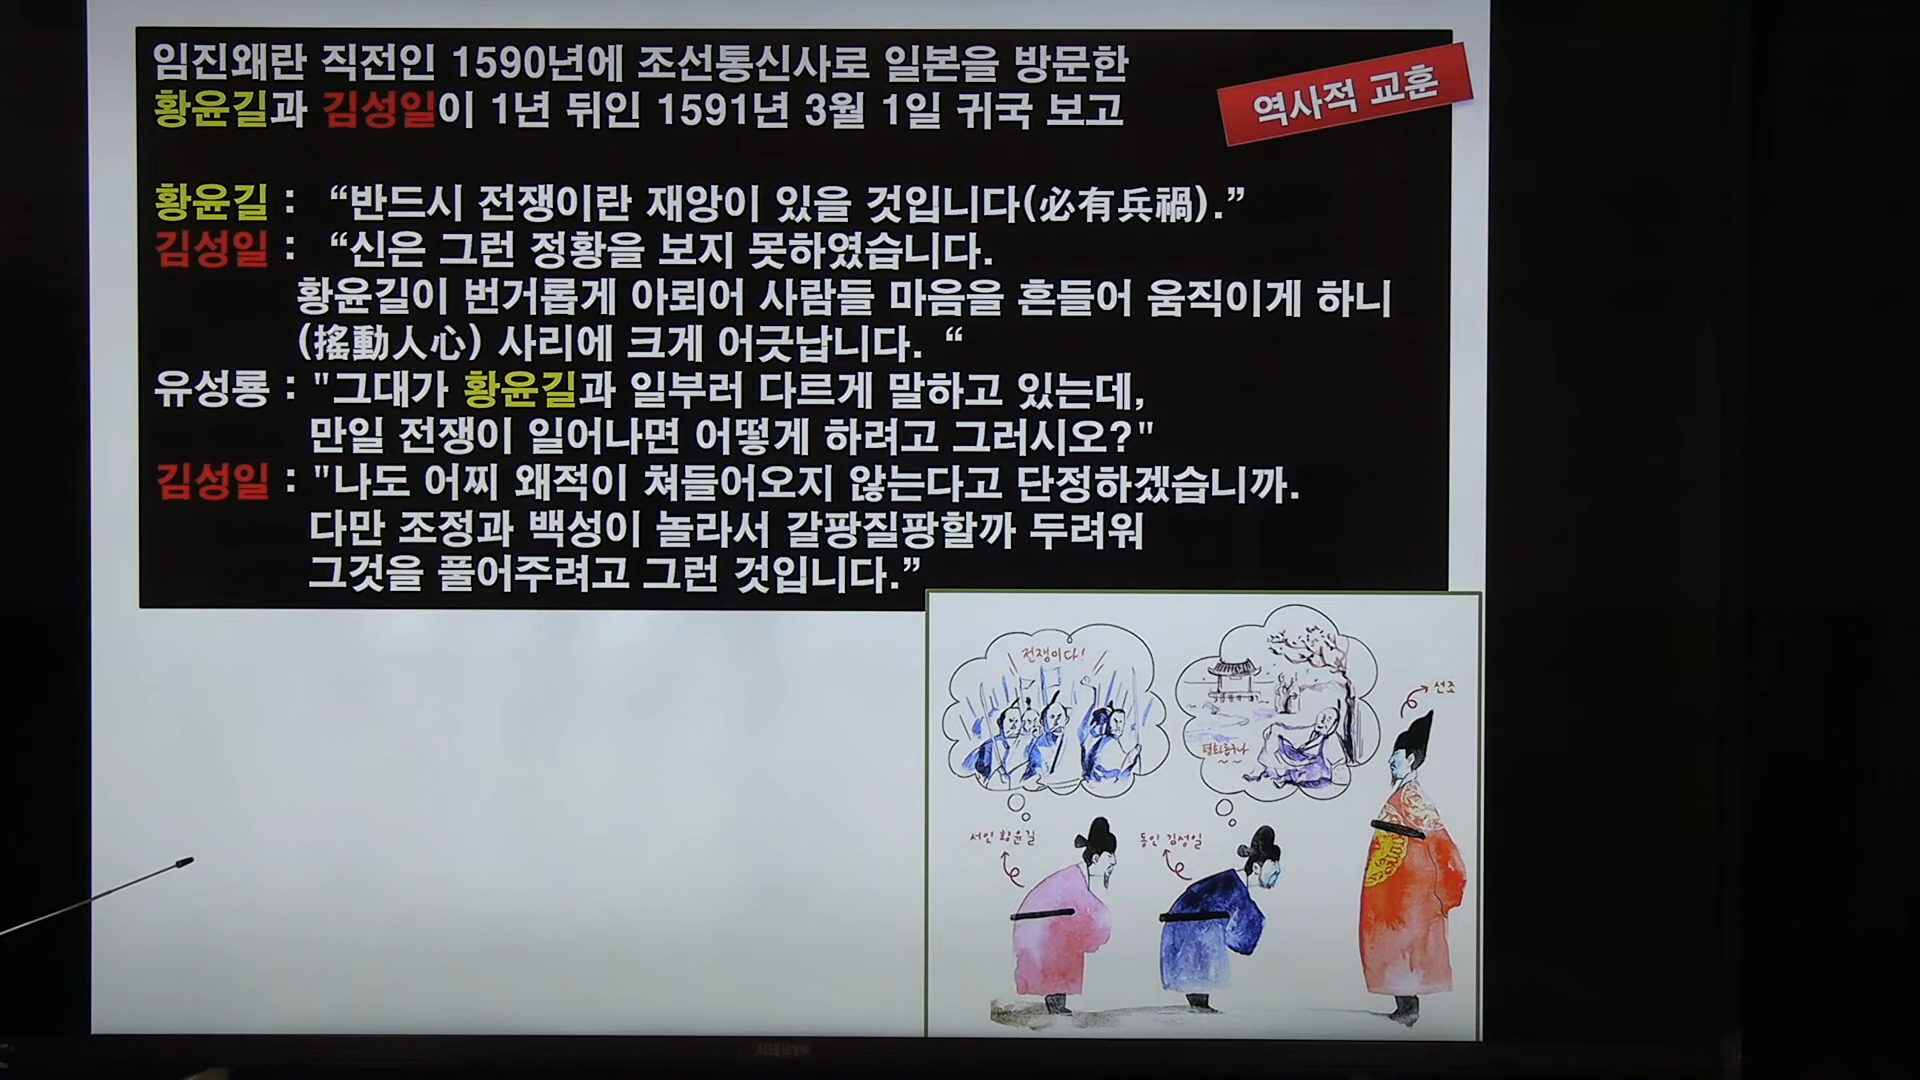 임진왜란 직전인 1590년에 조선통신사로 일본을 방문한
황윤길과 김성일이 1년 뒤인 1591년 3월 1일 귀국 보고
역사적 교훈
황윤길 : “반드시 전쟁이란 재앙이 있을 것입니다(必有兵禍).”
김성일 : “신은 그런 정황을 보지 못하였습니다.
황윤길이 번거롭게 아뢰어 사람들 마음을 흔들어 움직이게 하니
(搖動人心) 사리에 크게 어긋납니다. “
유성룡 : "그대가 황윤길과 일부러 다르게 말하고 있는데,
만일 전쟁이 일어나면 어떻게 하려고 그러시오?"
김성일 : "나도 어찌 왜적이 쳐들어오지 않는다고 단정하겠습니까.
다만 조정과 백성이 놀라서 갈팡질팡할까 두려워
그것을 풀어주려고 그런 것입니다.”
전쟁이다!
선조
서인 황윤길
동인 김성일